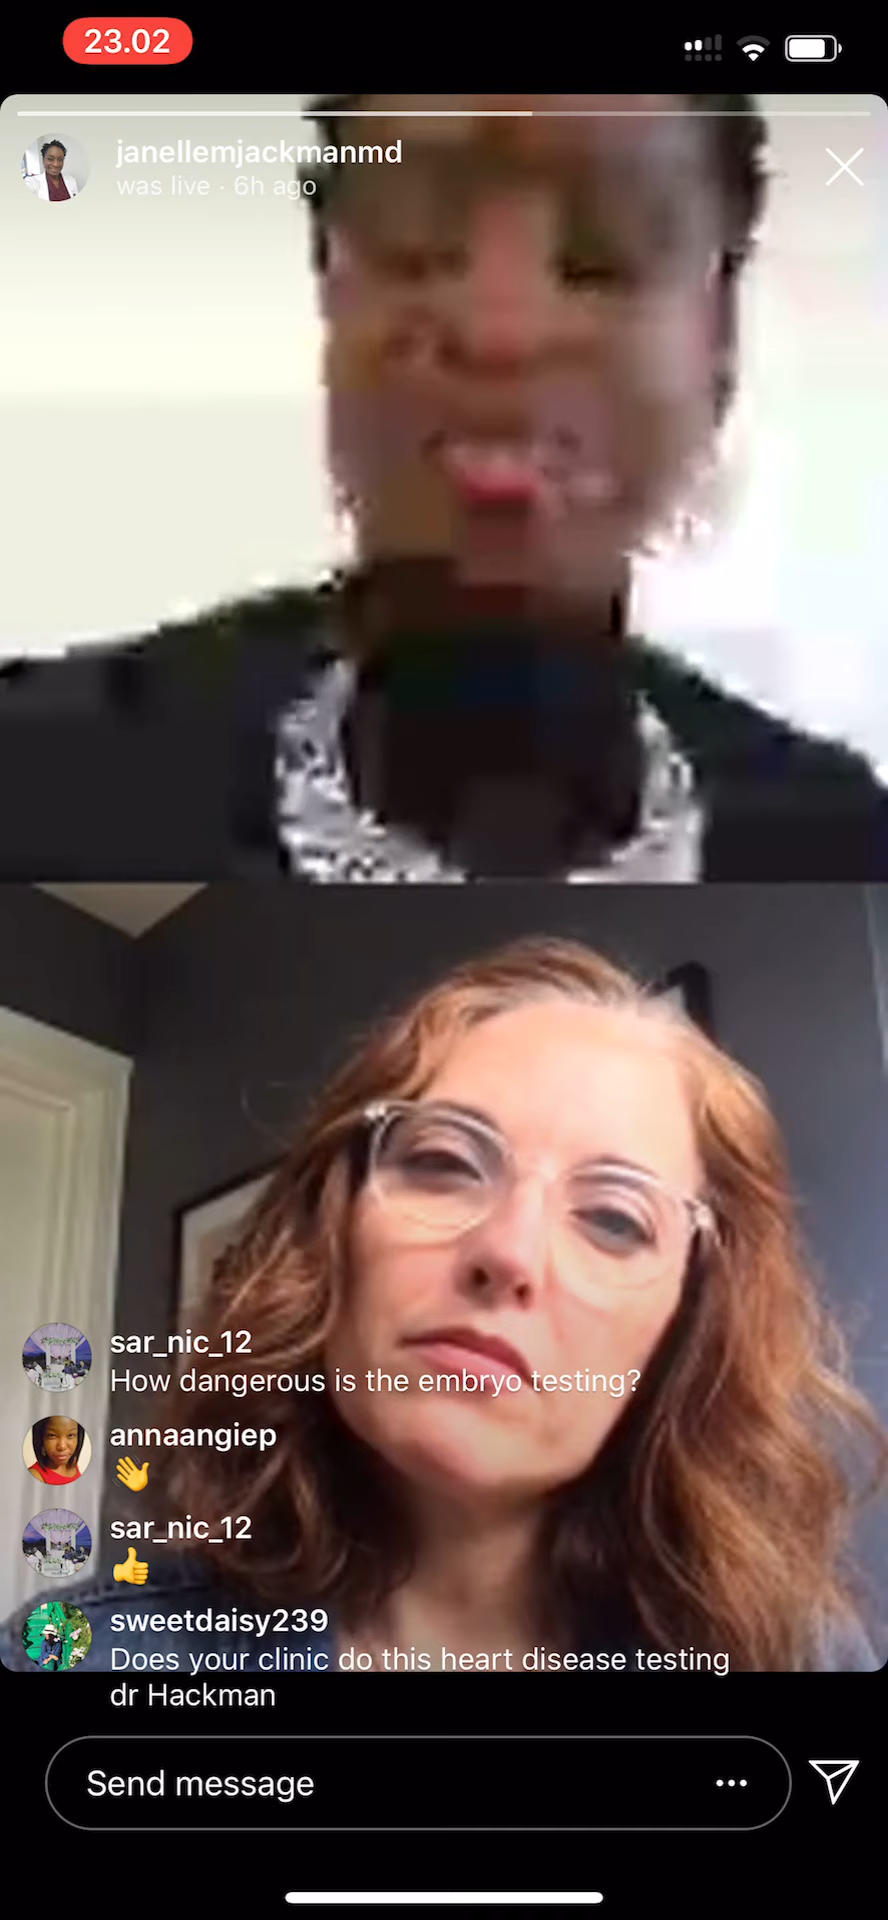 23.02
janellemjackmanmd
was live · 6h ago
sar_nic_12
How dangerous is the embryo testing?
annaangiep
👋
sar_nic_12
👍
sweetdaisy239
Does your clinic do this heart disease testing
dr Hackman
Send message